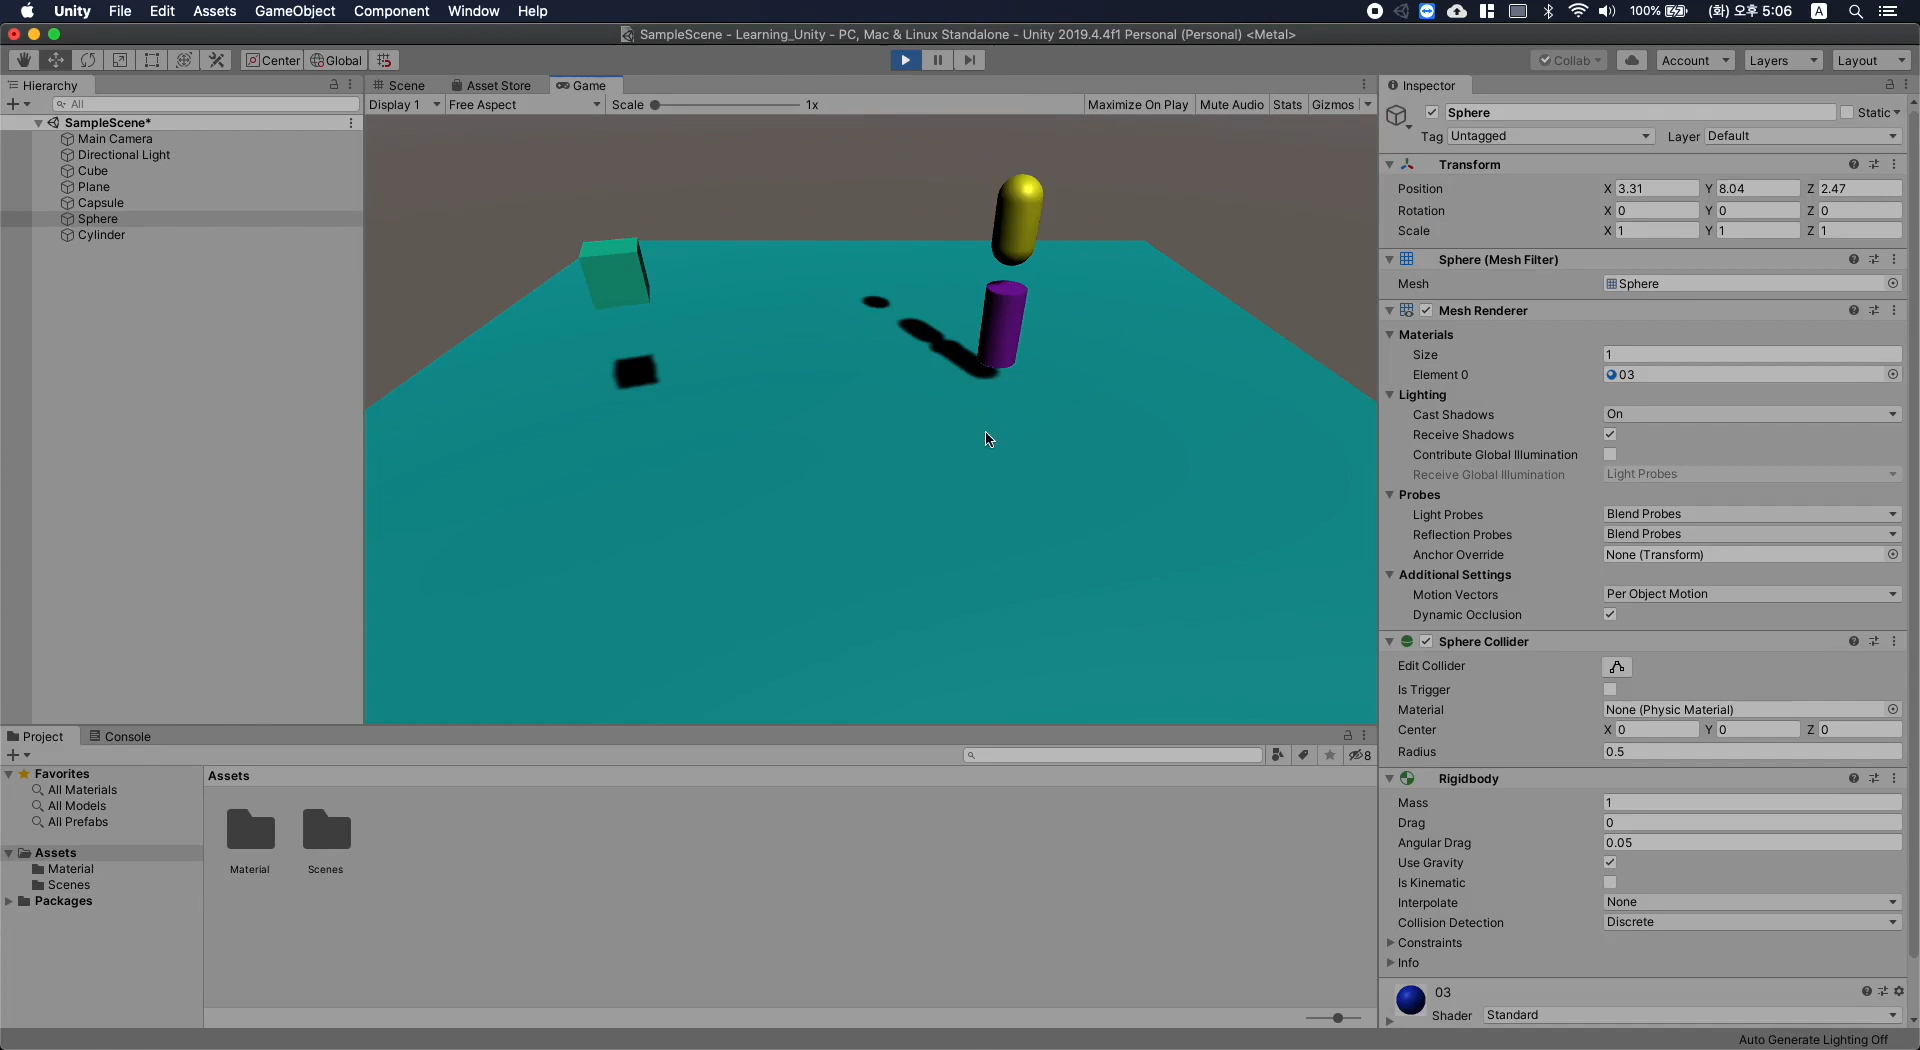 Unity File Edit Assets GameObject Component Window Help 100% (화) 오후 5:06 A
SampleScene - Learning_Unity - PC, Mac & Linux Standalone - Unity 2019.4.4f1 Personal (Personal) <Metal>
Center Global Collab Account Layers Layout
Hierarchy Scene Asset Store Game Inspector
All Display 1 Free Aspect Scale 1x Maximize On Play Mute Audio Stats Gizmos
SampleScene*
Main Camera
Directional Light
Cube
Plane
Capsule
Sphere
Cylinder
Sphere Static
Tag Untagged Layer Default
Transform
Position X 3.31 Y 8.04 Z 2.47
Rotation X 0 Y 0 Z 0
Scale X 1 Y 1 Z 1
Sphere (Mesh Filter)
Mesh Sphere
Mesh Renderer
Materials
Size 1
Element 0 03
Lighting
Cast Shadows On
Receive Shadows
Contribute Global Illumination
Receive Global Illumination Light Probes
Probes
Light Probes Blend Probes
Reflection Probes Blend Probes
Anchor Override None (Transform)
Additional Settings
Motion Vectors Per Object Motion
Dynamic Occlusion
Sphere Collider
Edit Collider
Is Trigger
Material None (Physic Material)
Center X 0 Y 0 Z 0
Radius 0.5
Rigidbody
Mass 1
Drag 0
Angular Drag 0.05
Use Gravity
Is Kinematic
Interpolate None
Collision Detection Discrete
Constraints
Info
03
Shader Standard
Project Console
8
Favorites
All Materials
All Models
All Prefabs
Assets
Material
Scenes
Packages
Assets
Material Scenes
Auto Generate Lighting Off